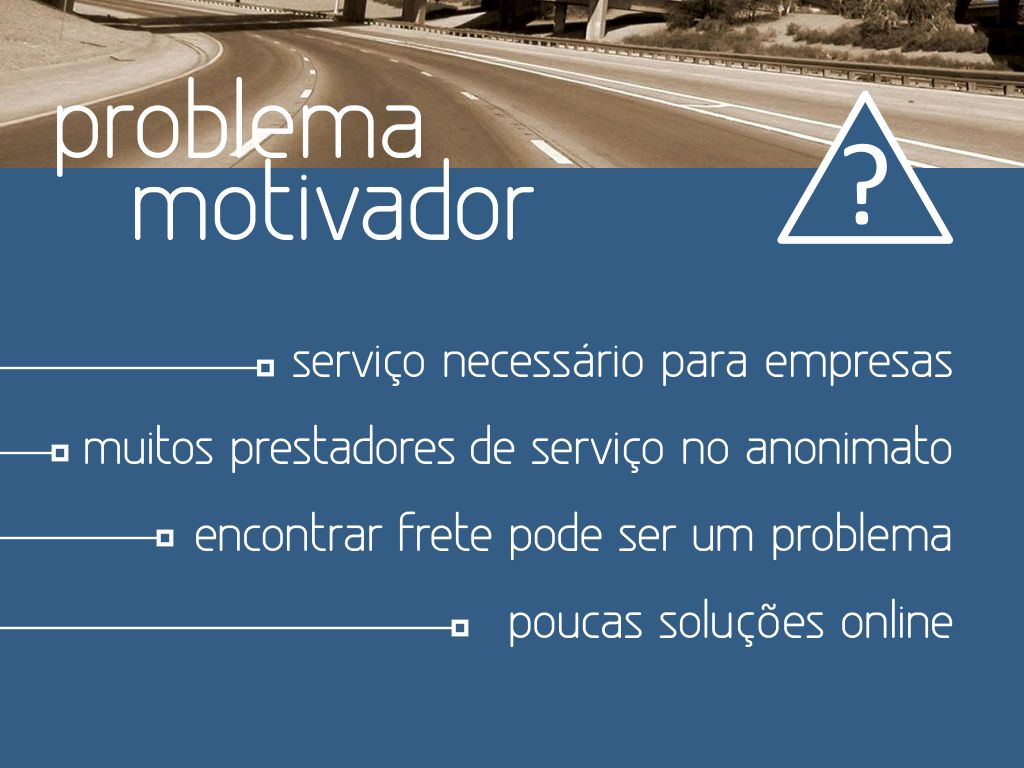 problema
motivador
?
serviço necessário para empresas
muitos prestadores de serviço no anonimato
encontrar frete pode ser um problema
poucas soluções online